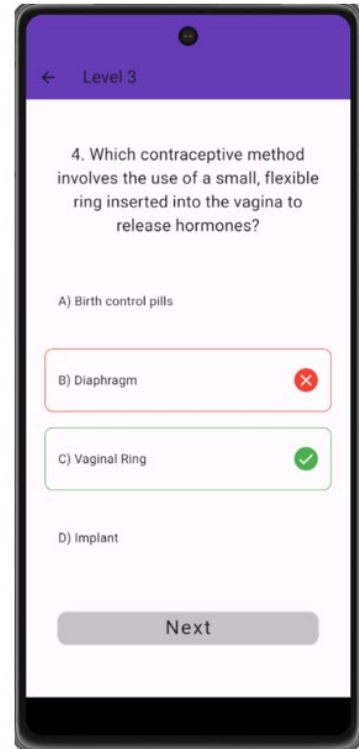 Level 3
4. Which contraceptive method
involves the use of a small, flexible
ring inserted into the vagina to
release hormones?
A) Birth control pills
B) Diaphragm
C) Vaginal Ring
D) Implant
Next